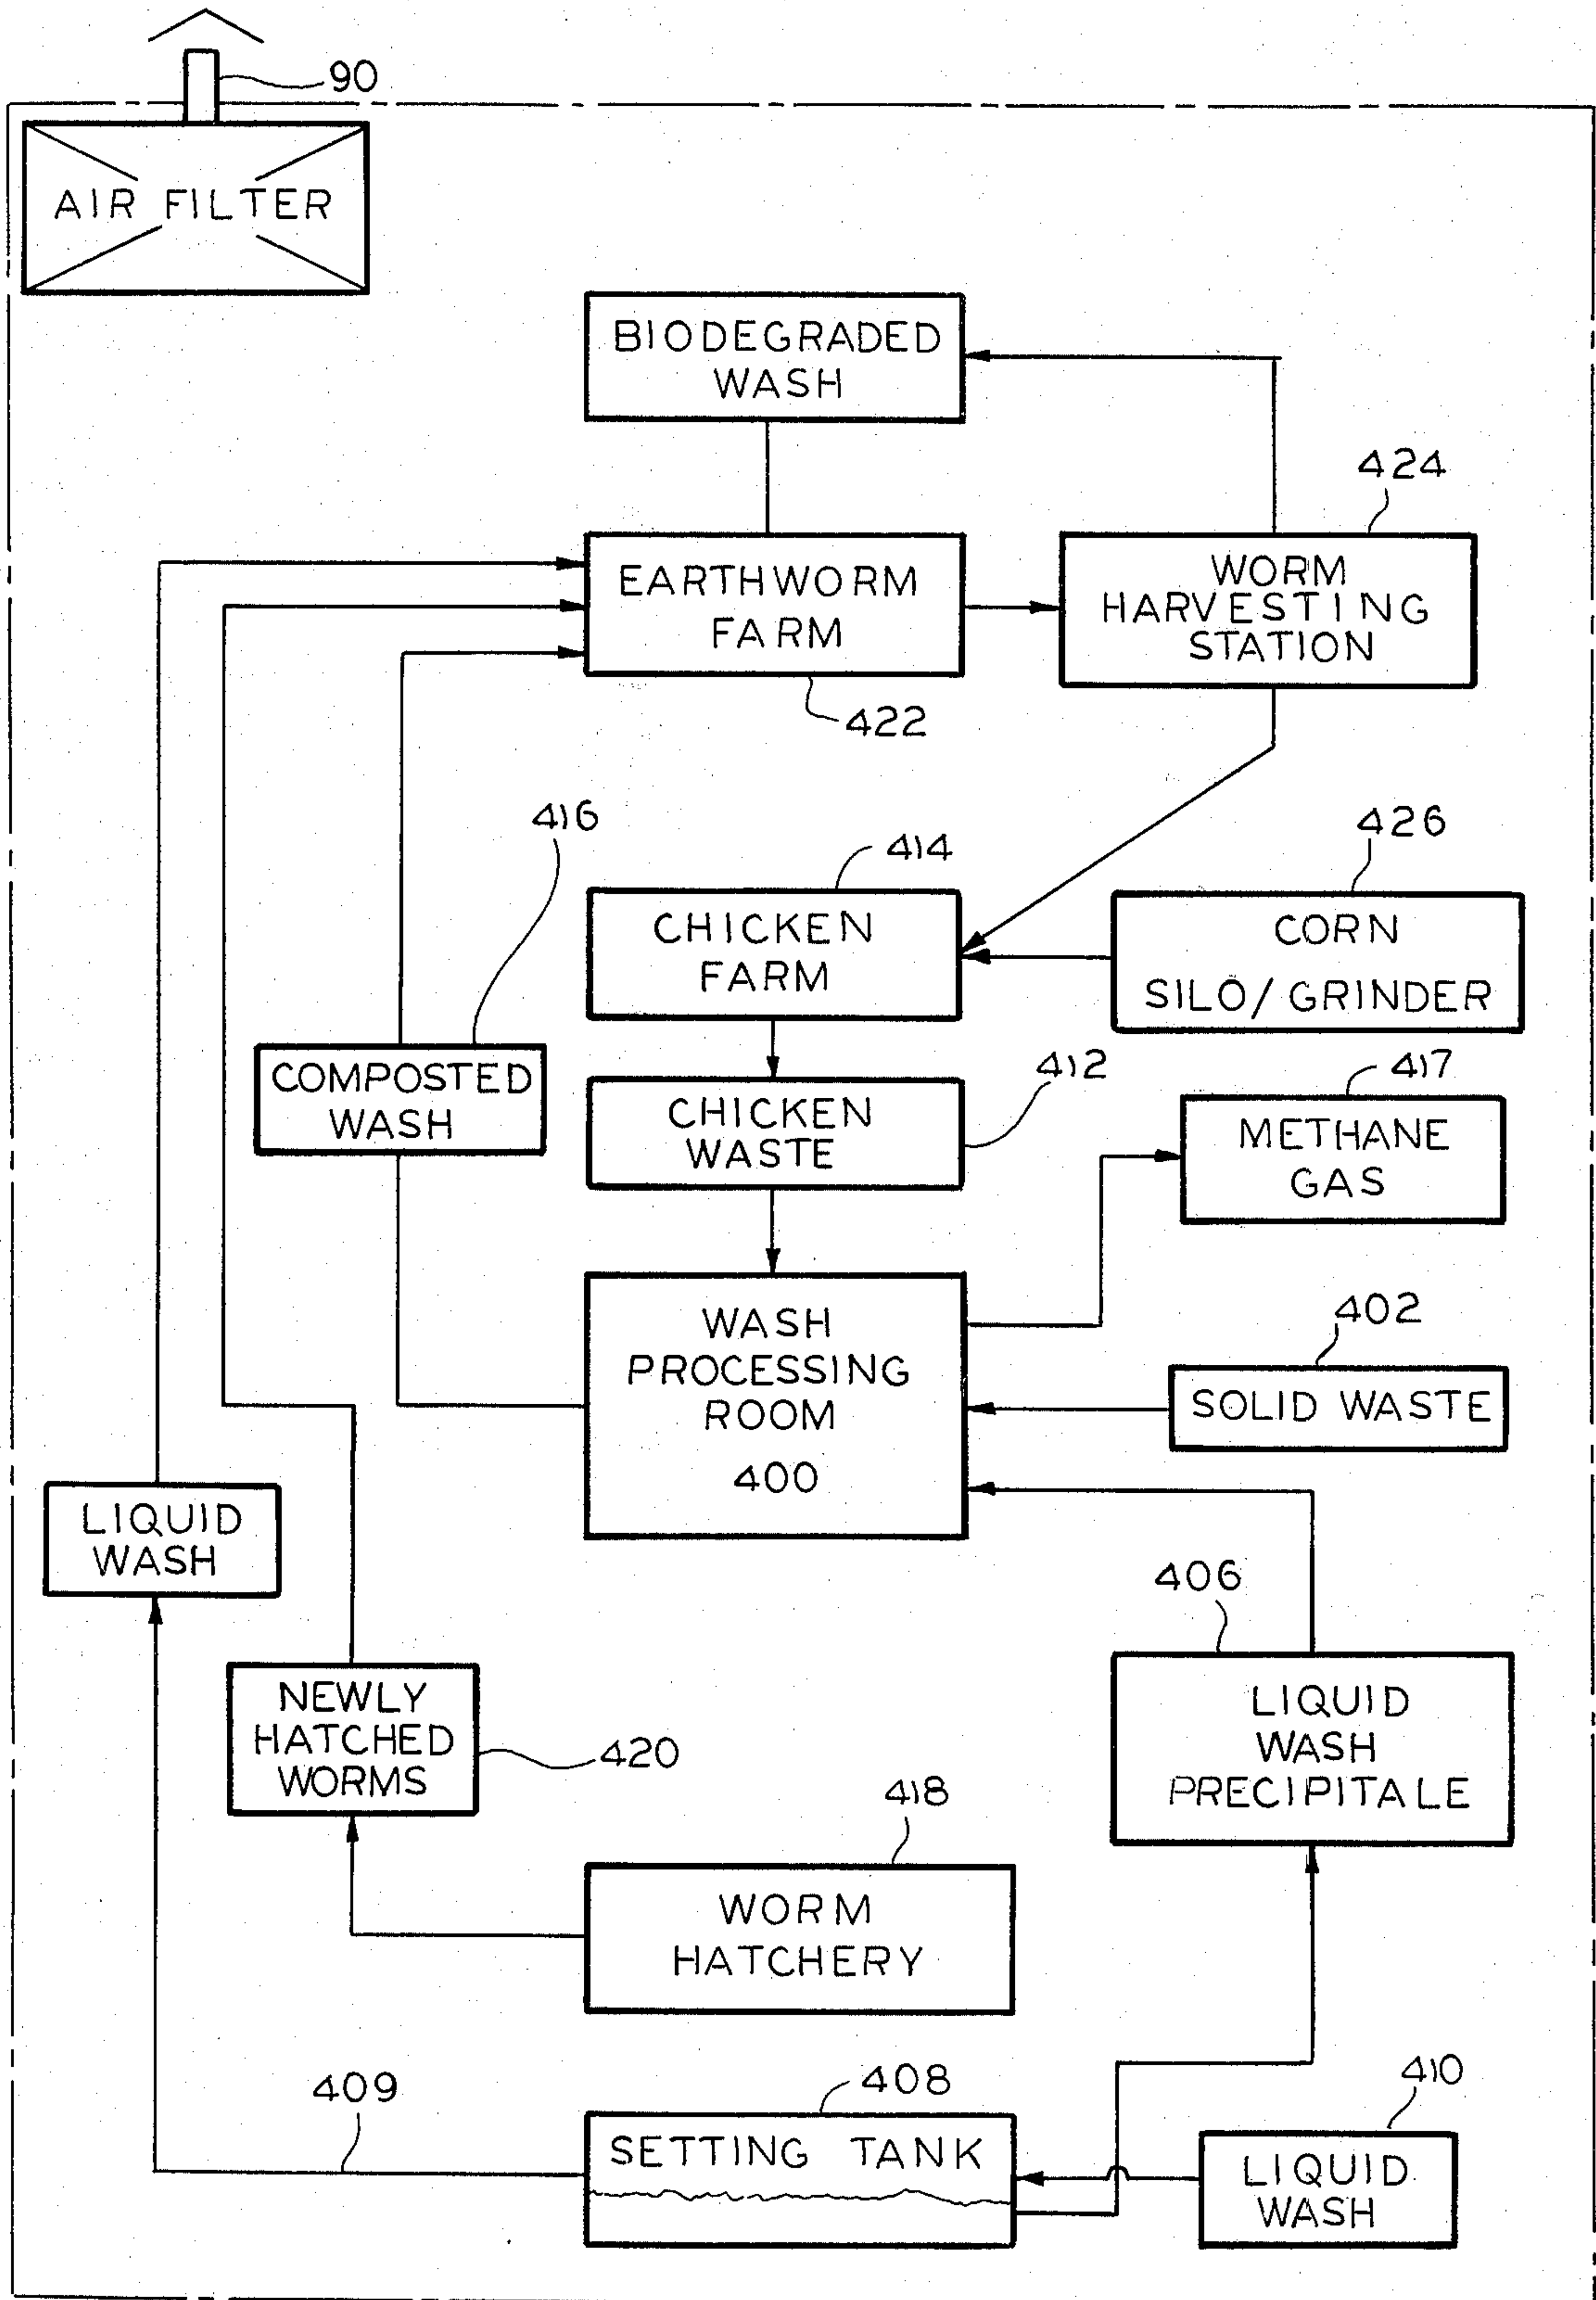 90
AIR FILTER
BIODEGRADED
WASH
424
EARTHWORM
FARM
WORM
HARVESTING
STATION
422
416
414
426
CHICKEN
FARM
CORN
SILO/GRINDER
COMPOSTED
WASH
412
417
CHICKEN
WASTE
METHANE
GAS
402
WASH
PROCESSING
ROOM
400
SOLID WASTE
LIQUID
WASH
406
NEWLY
HATCHED
WORMS
420
LIQUID
WASH
PRECIPITALE
418
WORM
HATCHERY
409
408
410
SETTING TANK
LIQUID
WASH